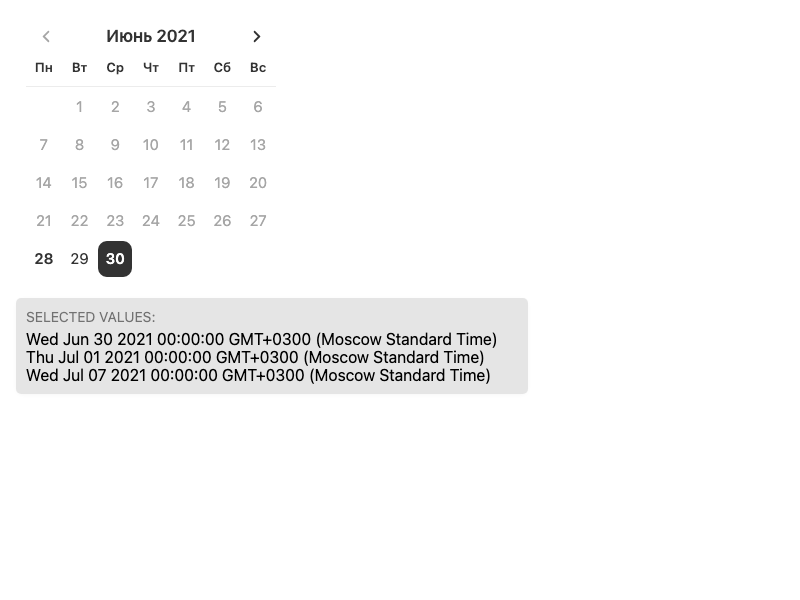 Июнь 2021
Пн Вт Ср Чт Пт Сб Вс
1 2 3 4 5 6
7 8 9 10 11 12 13
14 15 16 17 18 19 20
21 22 23 24 25 26 27
28 29 30
SELECTED VALUES:
Wed Jun 30 2021 00:00:00 GMT+0300 (Moscow Standard Time)
Thu Jul 01 2021 00:00:00 GMT+0300 (Moscow Standard Time)
Wed Jul 07 2021 00:00:00 GMT+0300 (Moscow Standard Time)